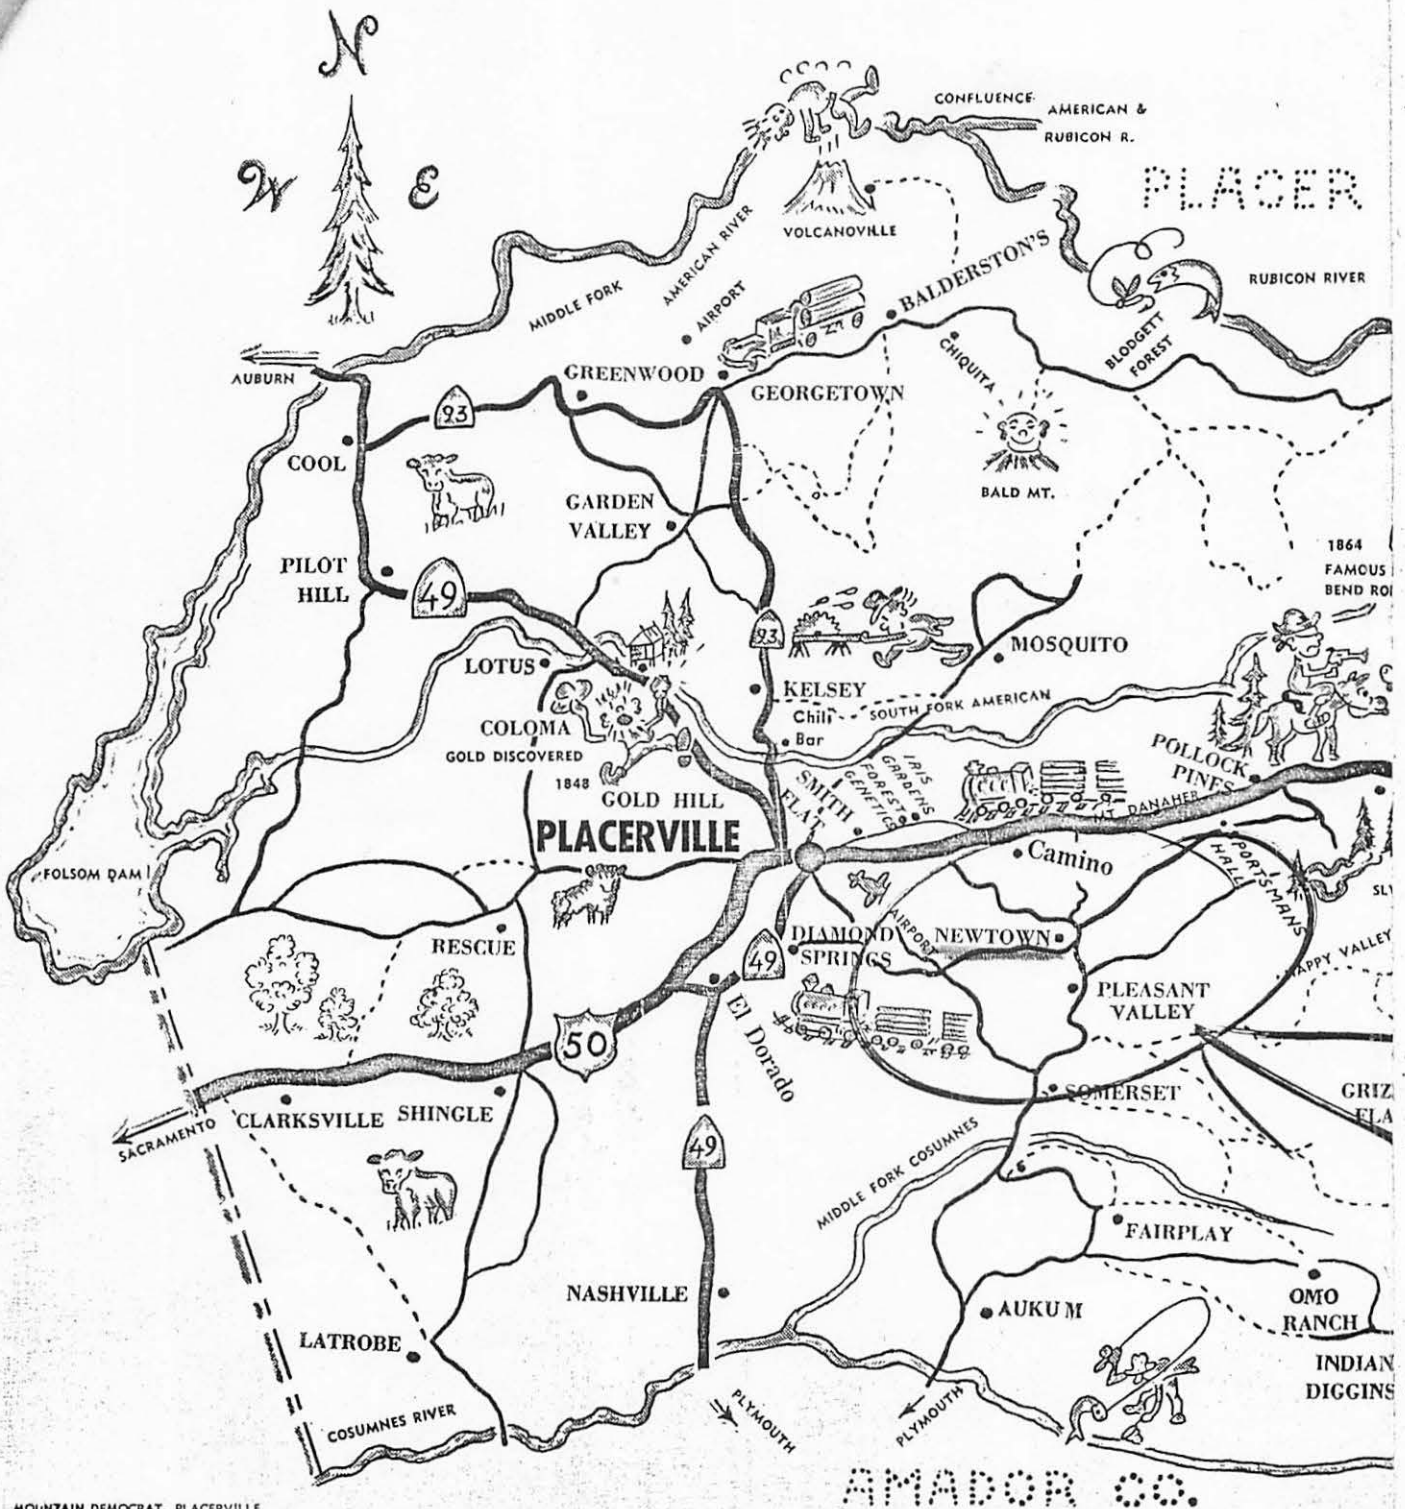 N
W
E
CONFLUENCE
AMERICAN &
RUBICON R.
PLACER
VOLCANOVILLE
AMERICAN RIVER
MIDDLE FORK
AIRPORT
BALDERSTON'S
RUBICON RIVER
BLODGETT
FOREST
CHIQUITA
AUBURN
GREENWOOD
GEORGETOWN
93
COOL
BALD MT.
GARDEN
VALLEY
1864
FAMOUS
BEND
PILOT
HILL
49
93
MOSQUITO
LOTUS
KELSEY
Chili
Bar
SOUTH FORK AMERICAN
COLOMA
GOLD DISCOVERED
1848
GOLD HILL
POLLOCK
PINES
SMITH
FLAT
FOREST
GENETICS
IRIS
GARDENS
MT. DANAHER
PLACERVILLE
Camino
SPORTSMANS
HALL
FOLSOM DAM
AIRPORT
RESCUE
DIAMOND
SPRINGS
NEWTOWN
49
HAPPY VALLEY
El Dorado
PLEASANT
VALLEY
50
CLARKSVILLE
SHINGLE
SACRAMENTO
SOMERSET
GRIZ
FLA
49
MIDDLE FORK COSUMNES
FAIRPLAY
NASHVILLE
AUKUM
OMO
RANCH
LATROBE
INDIAN
DIGGINS
COSUMNES RIVER
PLYMOUTH
PLYMOUTH
AMADOR CO.
MOUNTAIN DEMOCRAT, PLACERVILLE